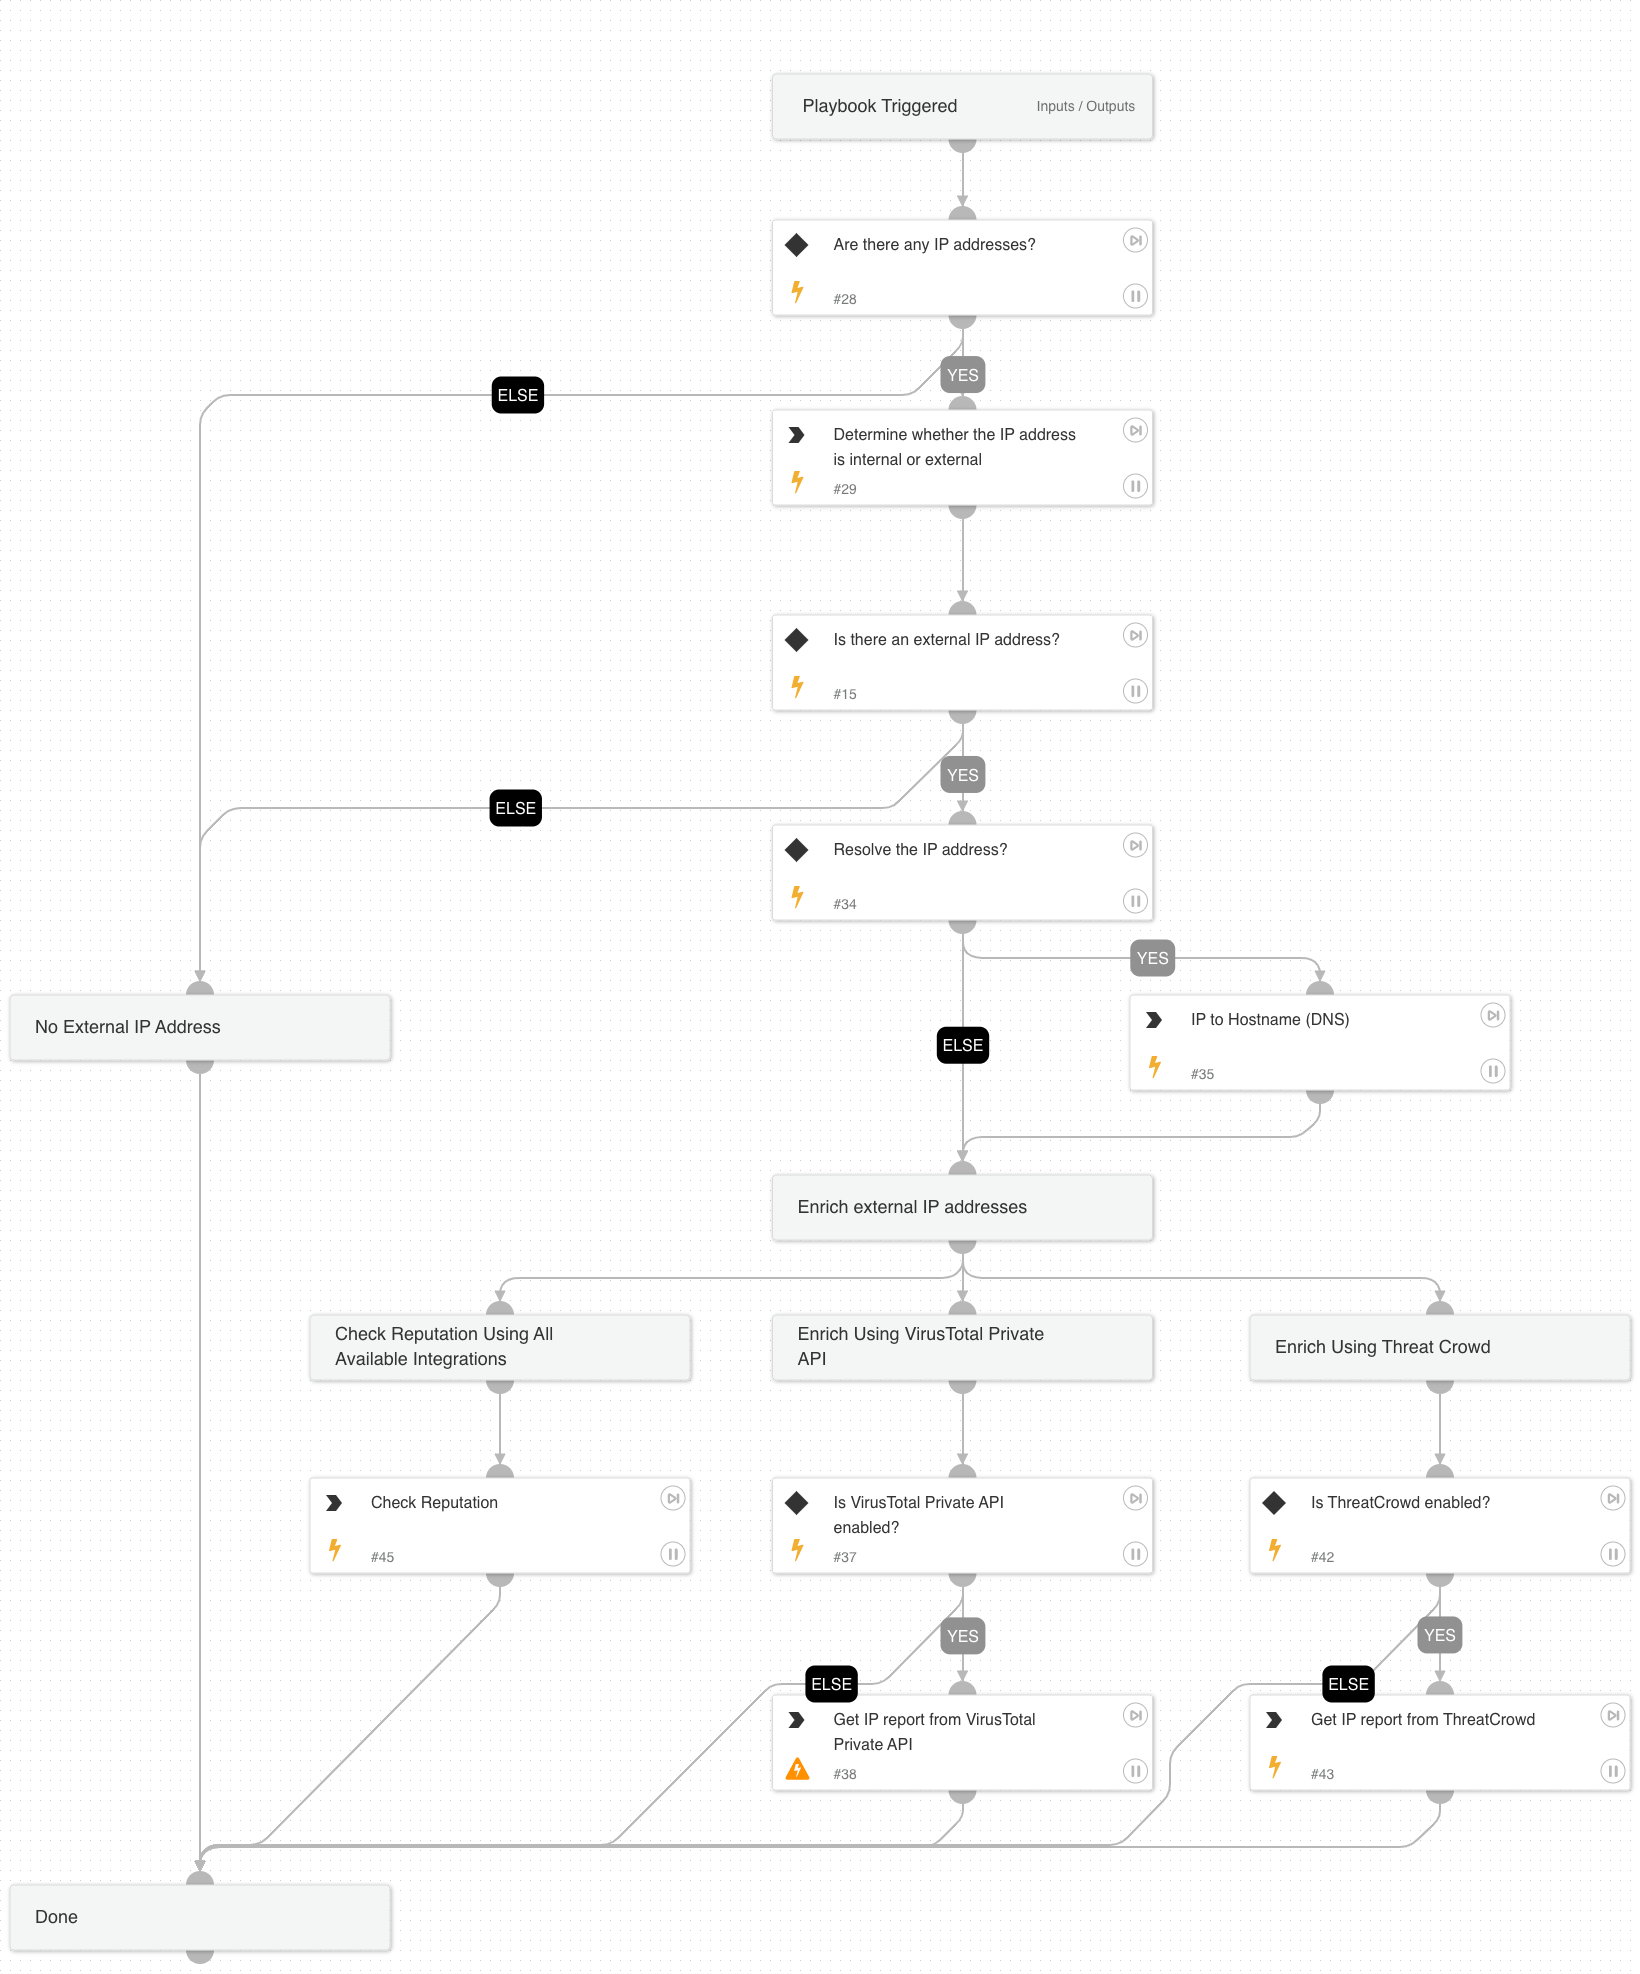 Playbook Triggered
Inputs / Outputs
Are there any IP addresses?
#28
YES
ELSE
Determine whether the IP address
is internal or external
#29
Is there an external IP address?
#15
YES
ELSE
Resolve the IP address?
#34
YES
No External IP Address
IP to Hostname (DNS)
ELSE
#35
Enrich external IP addresses
Check Reputation Using All
Available Integrations
Enrich Using VirusTotal Private
API
Enrich Using Threat Crowd
Check Reputation
#45
Is VirusTotal Private API
enabled?
#37
Is ThreatCrowd enabled?
#42
YES
YES
ELSE
ELSE
Get IP report from VirusTotal
Private API
#38
Get IP report from ThreatCrowd
#43
Done